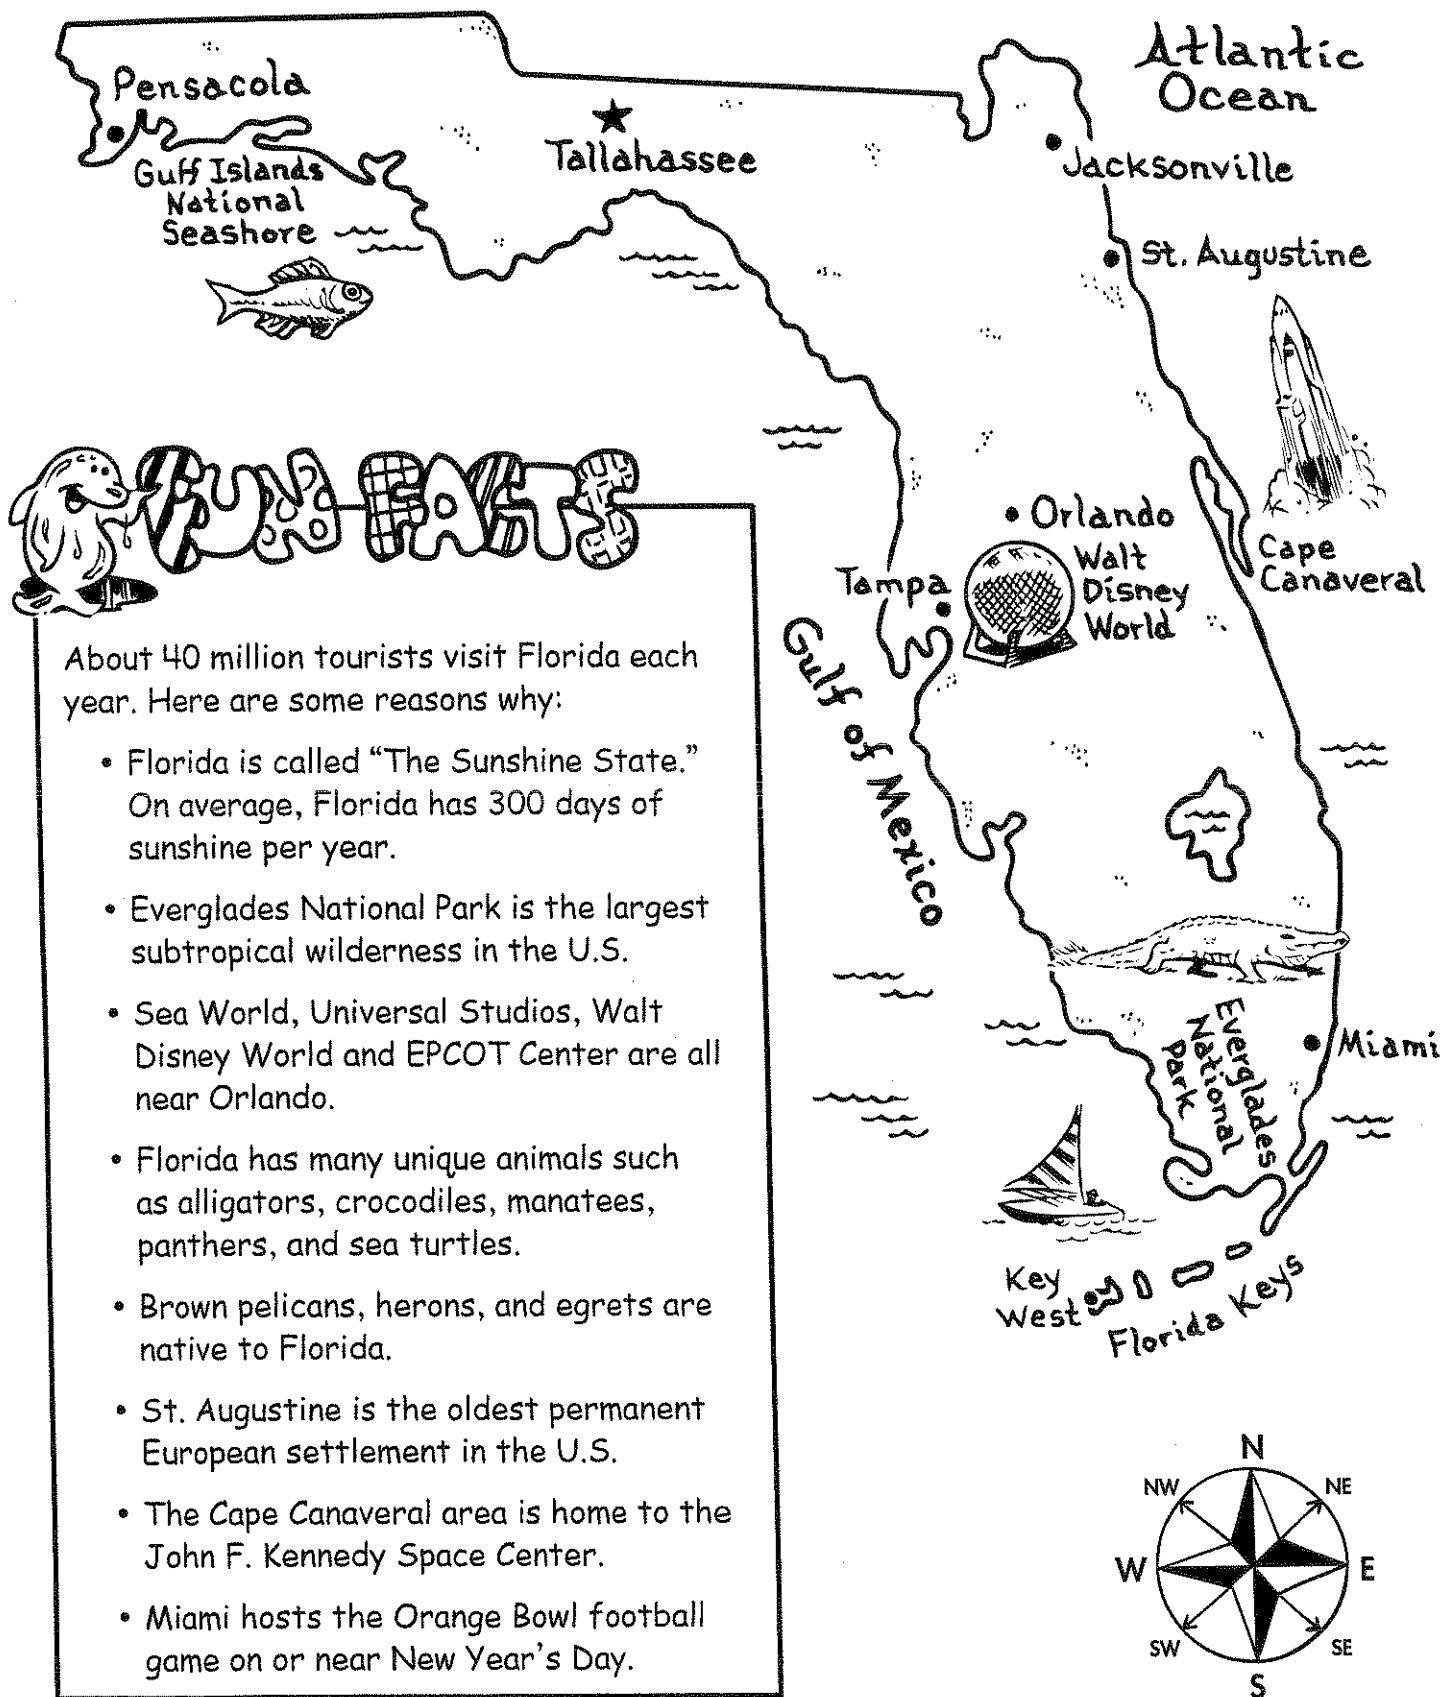 Atlantic
Ocean
Pensacola
Tallahassee
Gulf Islands
National
Seashore
Jacksonville
St. Augustine
Orlando
Walt
Disney
World
Tampa
Cape
Canaveral
Gulf of Mexico
Everglades
National
Park
Miami
Key
West
Florida Keys
FUN FACTS
About 40 million tourists visit Florida each
year. Here are some reasons why:
• Florida is called “The Sunshine State.”
On average, Florida has 300 days of
sunshine per year.
• Everglades National Park is the largest
subtropical wilderness in the U.S.
• Sea World, Universal Studios, Walt
Disney World and EPCOT Center are all
near Orlando.
• Florida has many unique animals such
as alligators, crocodiles, manatees,
panthers, and sea turtles.
• Brown pelicans, herons, and egrets are
native to Florida.
• St. Augustine is the oldest permanent
European settlement in the U.S.
• The Cape Canaveral area is home to the
John F. Kennedy Space Center.
• Miami hosts the Orange Bowl football
game on or near New Year’s Day.
N
NW
NE
W
E
SW
SE
S